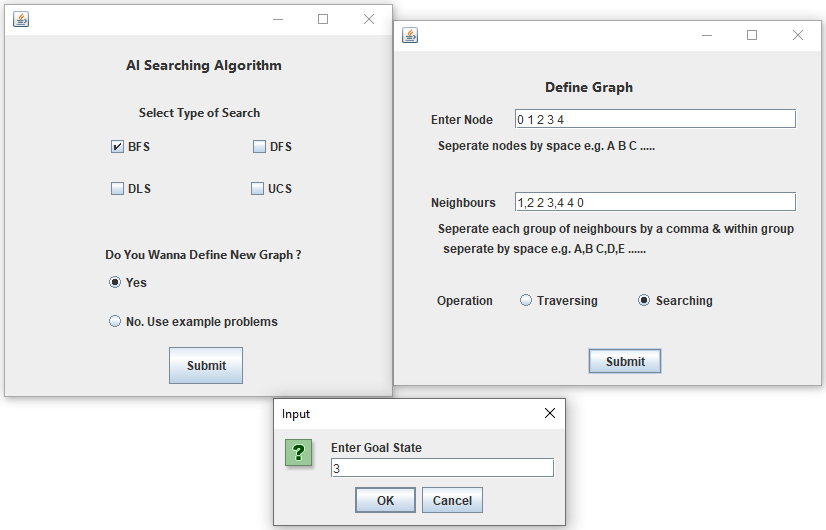 AI Searching Algorithm
Select Type of Search
BFS
DFS
DLS
UCS
Do You Wanna Define New Graph ?
Yes
No. Use example problems
Submit
Define Graph
Enter Node
0 1 2 3 4
Seperate nodes by space e.g. A B C .....
Neighbours
1,2 2 3,4 4 0
Seperate each group of neighbours by a comma & within group
seperate by space e.g. A,B C,D,E ......
Operation
Traversing
Searching
Submit
Input
?
Enter Goal State
3
OK
Cancel